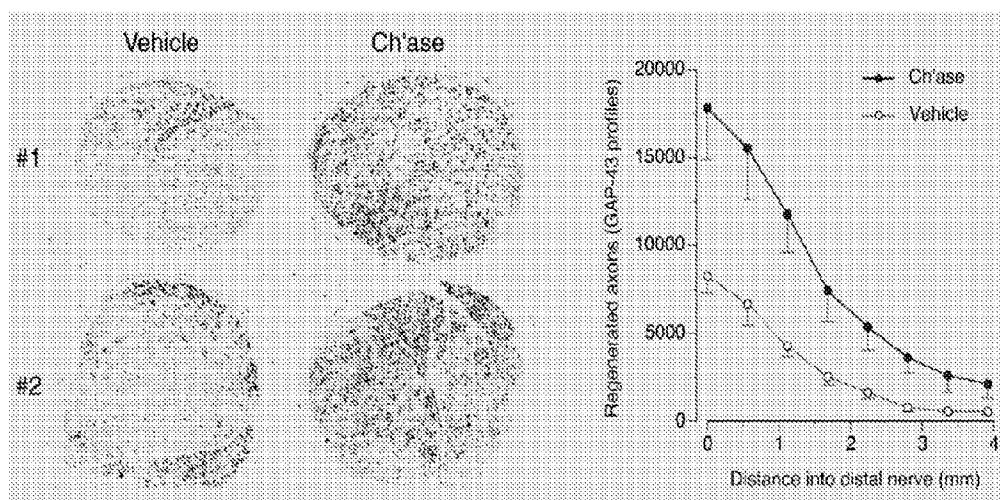 Vehicle
Ch'ase
#1
#2
20000
15000
10000
5000
0
Regenerated axons (GAP-43 profiles)
Ch'ase
Vehicle
0 1 2 3 4
Distance into distal nerve (mm)